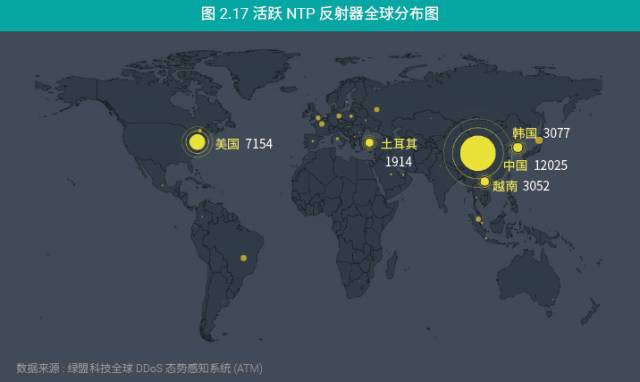 图 2.17 活跃 NTP 反射器全球分布图
韩国 3077
美国 7154
土耳其
1914
中国 12025
越南 3052
数据来源 : 绿盟科技全球 DDoS 态势感知系统 (ATM)